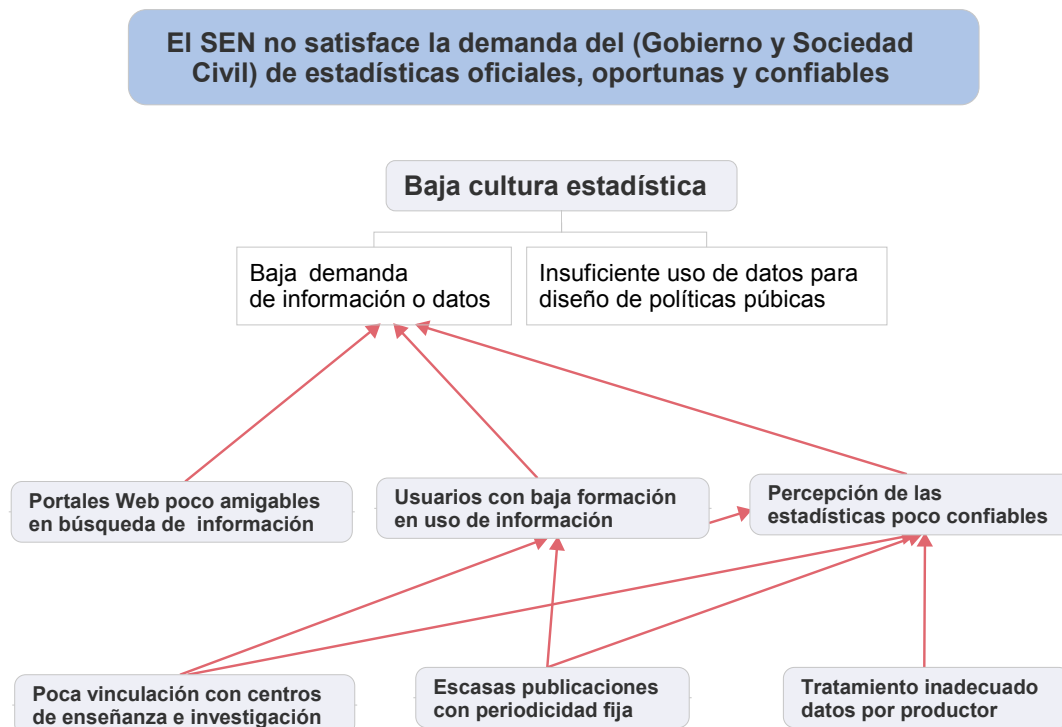 El SEN no satisface la demanda del (Gobierno y Sociedad
Civil) de estadísticas oficiales, oportunas y confiables
Baja cultura estadística
Baja demanda
de información o datos
Insuficiente uso de datos para
diseño de políticas púbicas
Portales Web poco amigables
en búsqueda de información
Usuarios con baja formación
en uso de información
Percepción de las
estadísticas poco confiables
Poca vinculación con centros
de enseñanza e investigación
Escasas publicaciones
con periodicidad fija
Tratamiento inadecuado
datos por productor